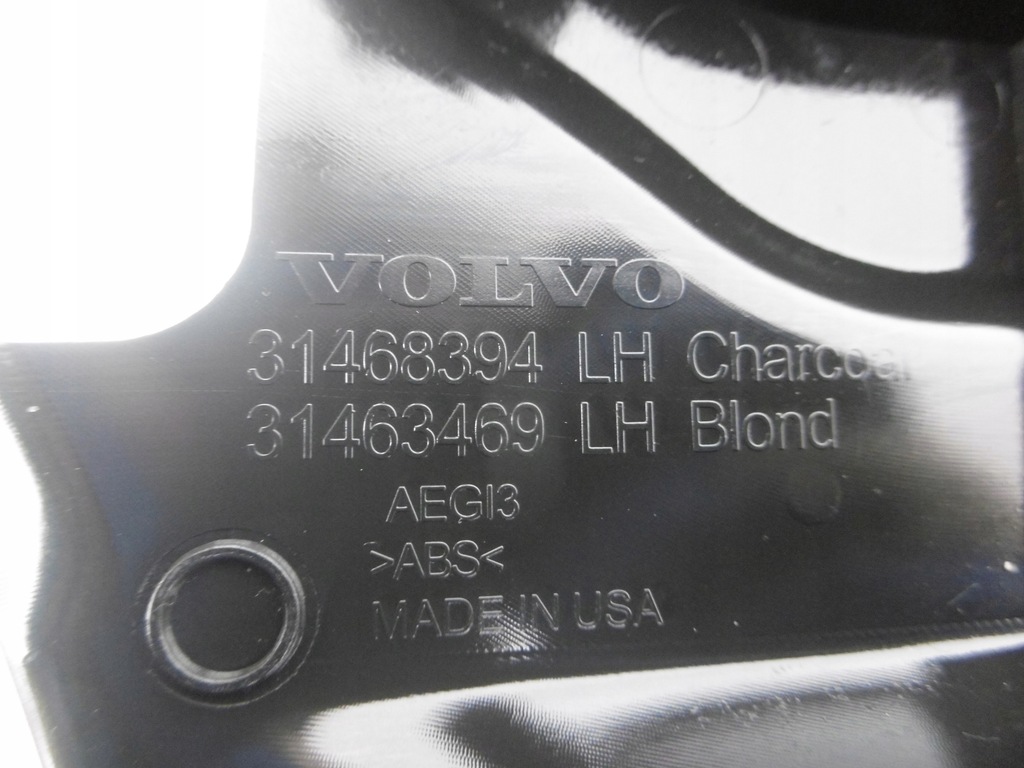 VOLVO
31468394 LH Charcoal
31463469 LH Blond
AEGI3
>ABS<
MADE IN USA